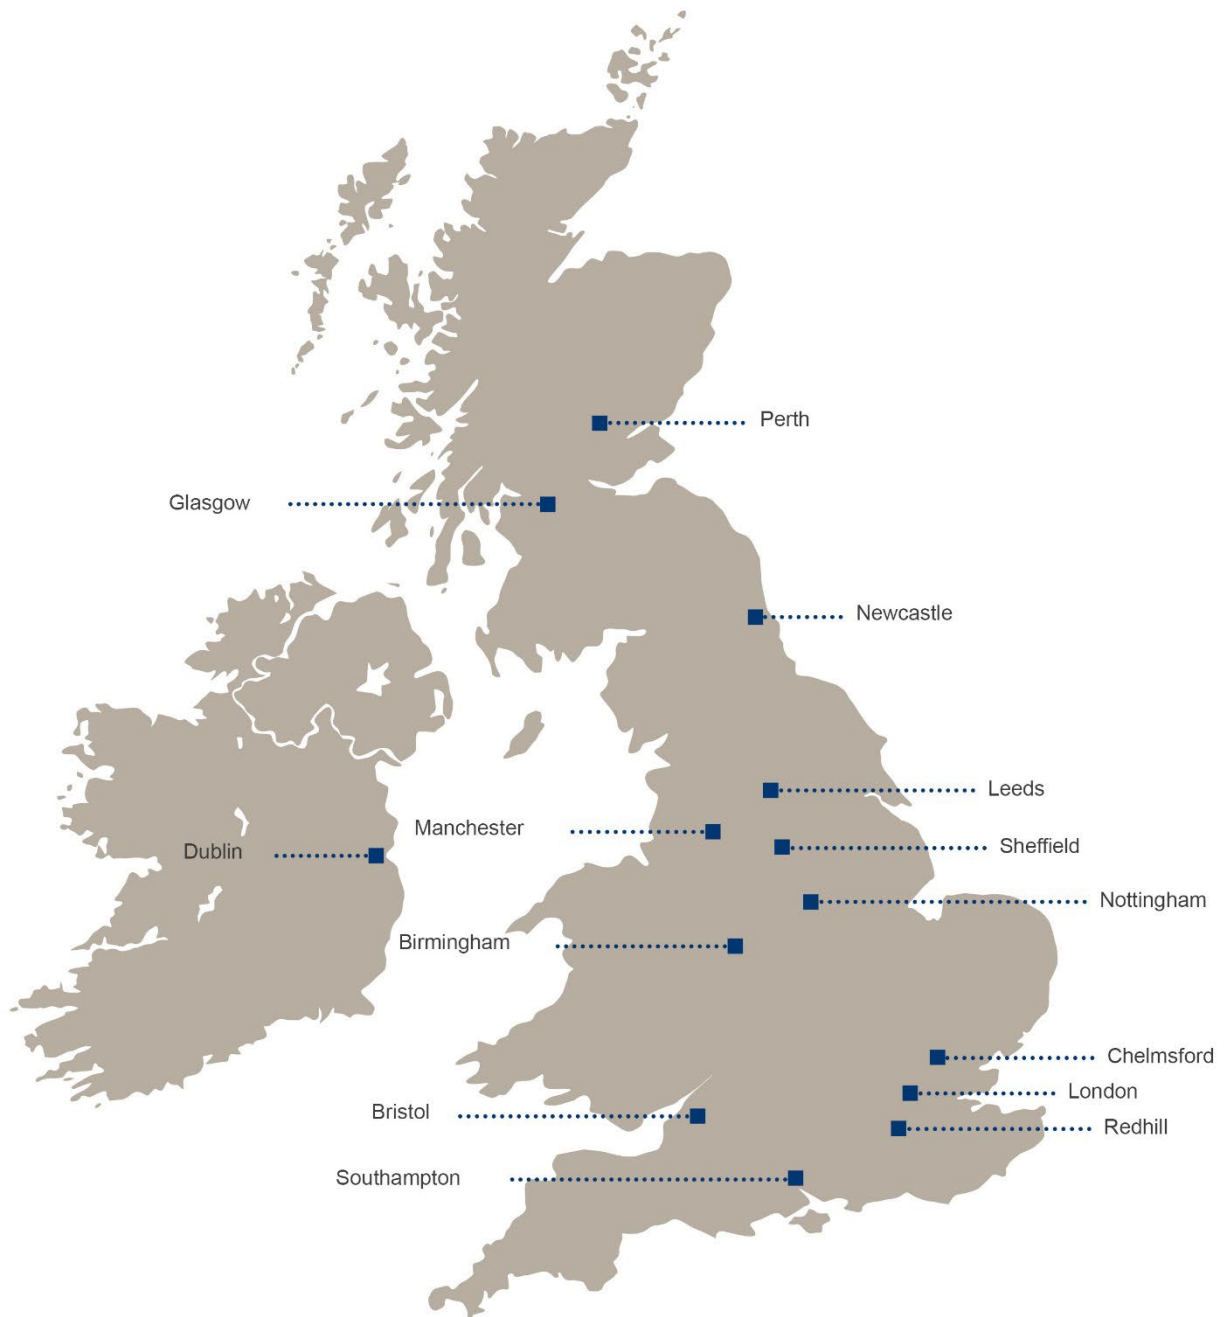 Perth
Glasgow
Newcastle
Leeds
Manchester
Sheffield
Dublin
Nottingham
Birmingham
Chelmsford
London
Bristol
Redhill
Southampton